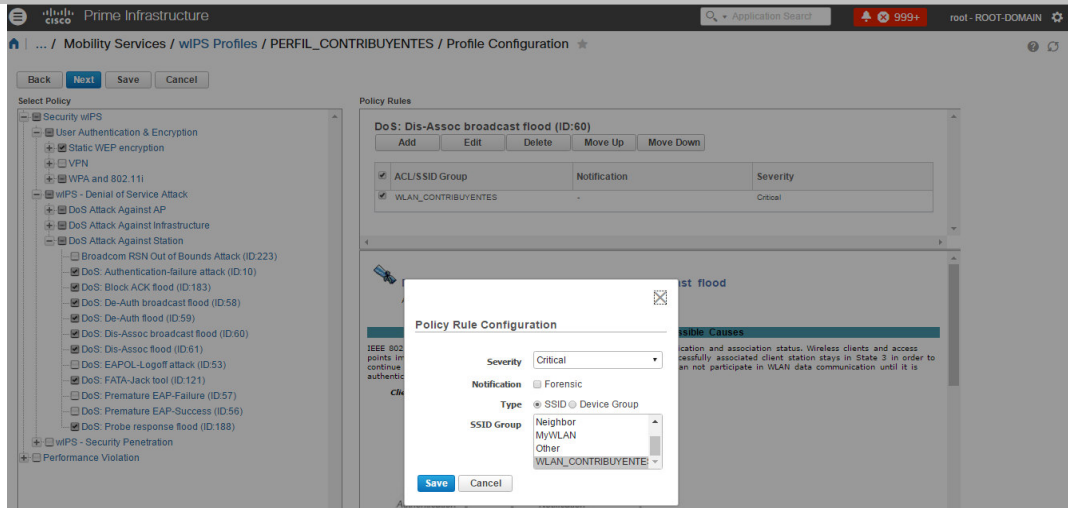 cisco Prime Infrastructure
Application Search
999+
root - ROOT-DOMAIN
... / Mobility Services / wIPS Profiles / PERFIL_CONTRIBUYENTES / Profile Configuration
Back Next Save Cancel
Select Policy
Security wIPS
User Authentication & Encryption
Static WEP encryption
VPN
WPA and 802.11i
wIPS - Denial of Service Attack
DoS Attack Against AP
DoS Attack Against Infrastructure
DoS Attack Against Station
Broadcom RSN Out of Bounds Attack (ID:223)
DoS: Authentication-failure attack (ID:10)
DoS: Block ACK flood (ID:183)
DoS: De-Auth broadcast flood (ID:58)
DoS: De-Auth flood (ID:59)
DoS: Dis-Assoc broadcast flood (ID:60)
DoS: Dis-Assoc flood (ID:61)
DoS: EAPOL-Logoff attack (ID:53)
DoS: FATA-Jack tool (ID:121)
DoS: Premature EAP-Failure (ID:57)
DoS: Premature EAP-Success (ID:56)
DoS: Probe response flood (ID:188)
wIPS - Security Penetration
Performance Violation
Policy Rules
DoS: Dis-Assoc broadcast flood (ID:60)
Add Edit Delete Move Up Move Down
ACL/SSID Group Notification Severity
WLAN_CONTRIBUYENTES - Critical
st flood
ssible Causes
IEEE 802 ication and association status. Wireless clients and access
points im cessfully associated client station stays in State 3 in order to
continue an not participate in WLAN data communication until it is
authentic
Clie
Policy Rule Configuration
Severity Critical
Notification Forensic
Type SSID Device Group
SSID Group Neighbor
MyWLAN
Other
WLAN_CONTRIBUYENTE
Save Cancel